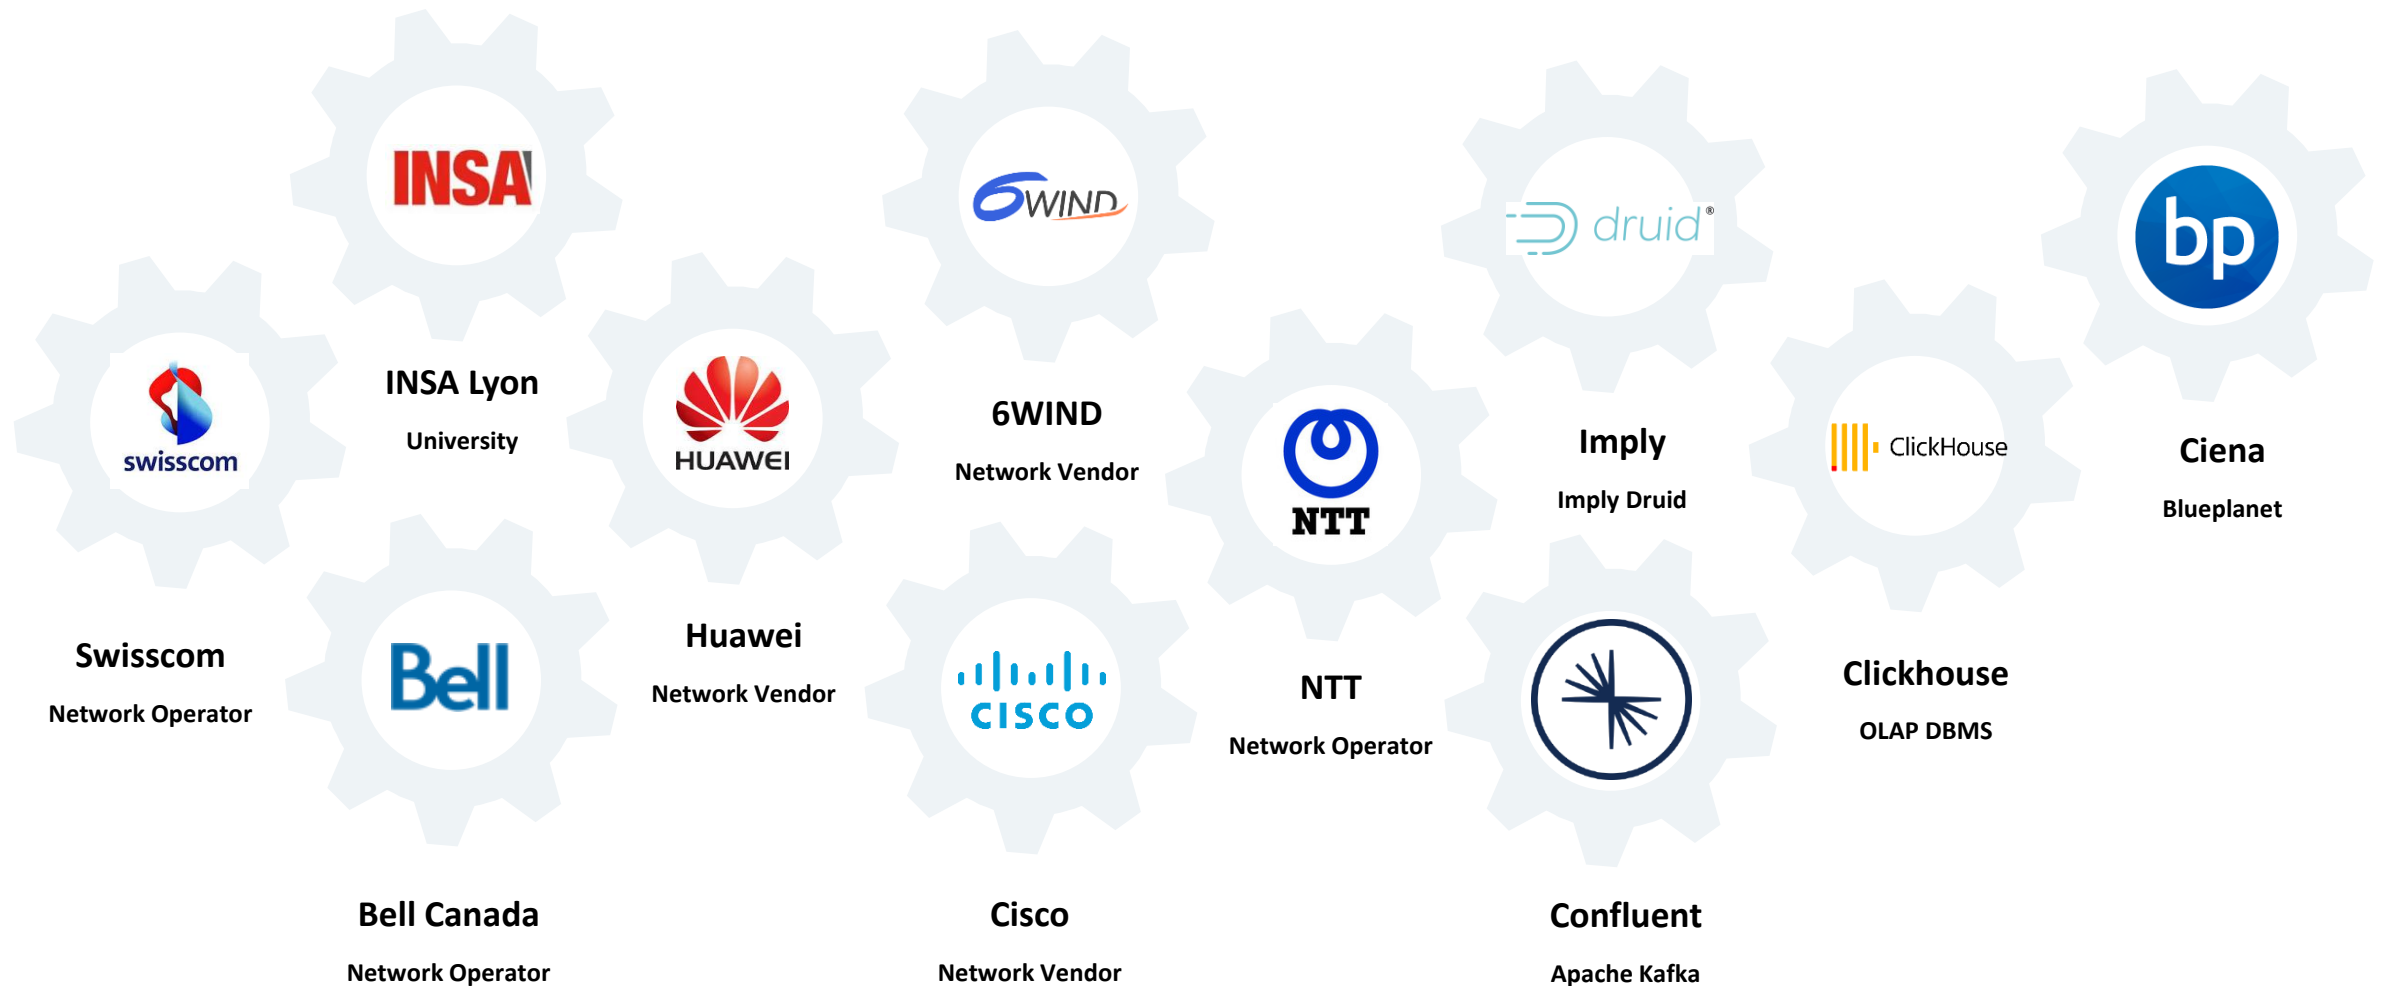 INSA
INSA Lyon
University
swisscom
Swisscom
Network Operator
Bell
Bell Canada
Network Operator
HUAWEI
Huawei
Network Vendor
6WIND
6WIND
Network Vendor
CISCO
Cisco
Network Vendor
NTT
NTT
Network Operator
druid®
Imply
Imply Druid
Confluent
Apache Kafka
ClickHouse
Clickhouse
OLAP DBMS
bp
Ciena
Blueplanet